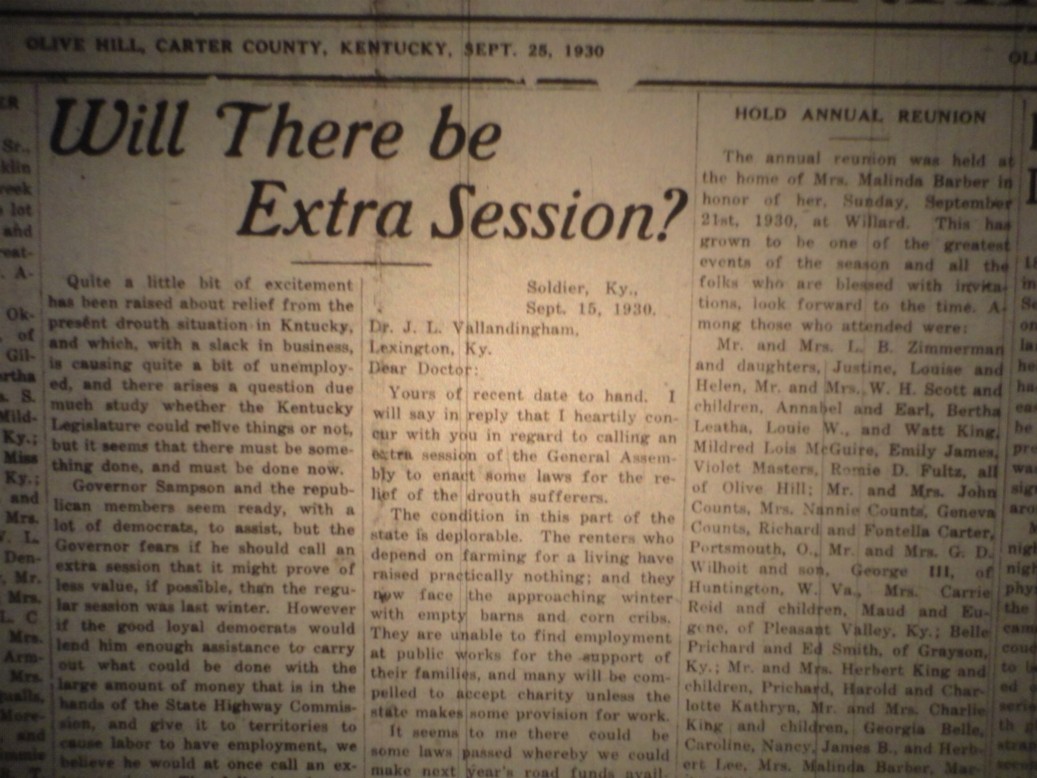 OLIVE HILL, CARTER COUNTY, KENTUCKY, SEPT. 25, 1930
Will There be
Extra Session?
Quite a little bit of excitement
has been raised about relief from the
present drouth situation in Kntucky,
and which, with a slack in business,
is causing quite a bit of unemploy-
ed, and there arises a question due
much study whether the Kentucky
Legislature could relive things or not,
but it seems that there must be some-
thing done, and must be done now.
Governor Sampson and the repub-
lican members seem ready, with a
lot of democrats, to assist, but the
Governor fears if he should call an
extra session that it might prove of
less value, if possible, than the regu-
lar session was last winter. However
if the good loyal democrats would
lend him enough assistance to carry
out what could be done with the
large amount of money that is in the
hands of the State Highway Commis-
sion, and give it to territories to
cause labor to have employment, we
believe he would at once call an ex-
Soldier, Ky.,
Sept. 15, 1930.
Dr. J. L. Vallandingham,
Lexington, Ky.
Dear Doctor:
Yours of recent date to hand. I
will say in reply that I heartily con-
cur with you in regard to calling an
extra session of the General Assem-
bly to enact some laws for the re-
lief of the drouth sufferers.
The condition in this part of the
state is deplorable. The renters who
depend on farming for a living have
raised practically nothing; and they
now face the approaching winter
with empty barns and corn cribs.
They are unable to find employment
at public works for the support of
their families, and many will be com-
pelled to accept charity unless the
state makes some provision for work.
It seems to me there could be
some laws passed whereby we could
make next year's road funds avail-
HOLD ANNUAL REUNION
The annual reunion was held at
the home of Mrs. Malinda Barber in
honor of her, Sunday, September
21st, 1930, at Willard. This has
grown to be one of the greatest
events of the season and all the
folks who are blessed with invita-
tions, look forward to the time. A-
mong those who attended were:
Mr. and Mrs. L. B. Zimmerman
and daughters, Justine, Louise and
Helen, Mr. and Mrs. W. H. Scott and
children, Annabel and Earl, Bertha
Leatha, Louie W., and Watt King,
Mildred Lois McGuire, Emily James,
Violet Masters, Romie D. Fultz, all
of Olive Hill; Mr. and Mrs. John
Counts, Mrs. Nannie Counts, Geneva
Counts, Richard and Fontella Carter,
Portsmouth, O., Mr. and Mrs. G. D.
Wilhoit and son, George III, of
Huntington, W. Va., Mrs. Carrie
Reid and children, Maud and Eu-
gene, of Pleasant Valley, Ky.; Belle
Prichard and Ed Smith, of Grayson,
Ky.; Mr. and Mrs. Herbert King and
children, Prichard, Harold and Char-
lotte Kathryn, Mr. and Mrs. Charlie
King and children, Georgia Belle,
Caroline, Nancy, James B., and Herb-
ert Lee, Mrs. Malinda Barber, Mar-